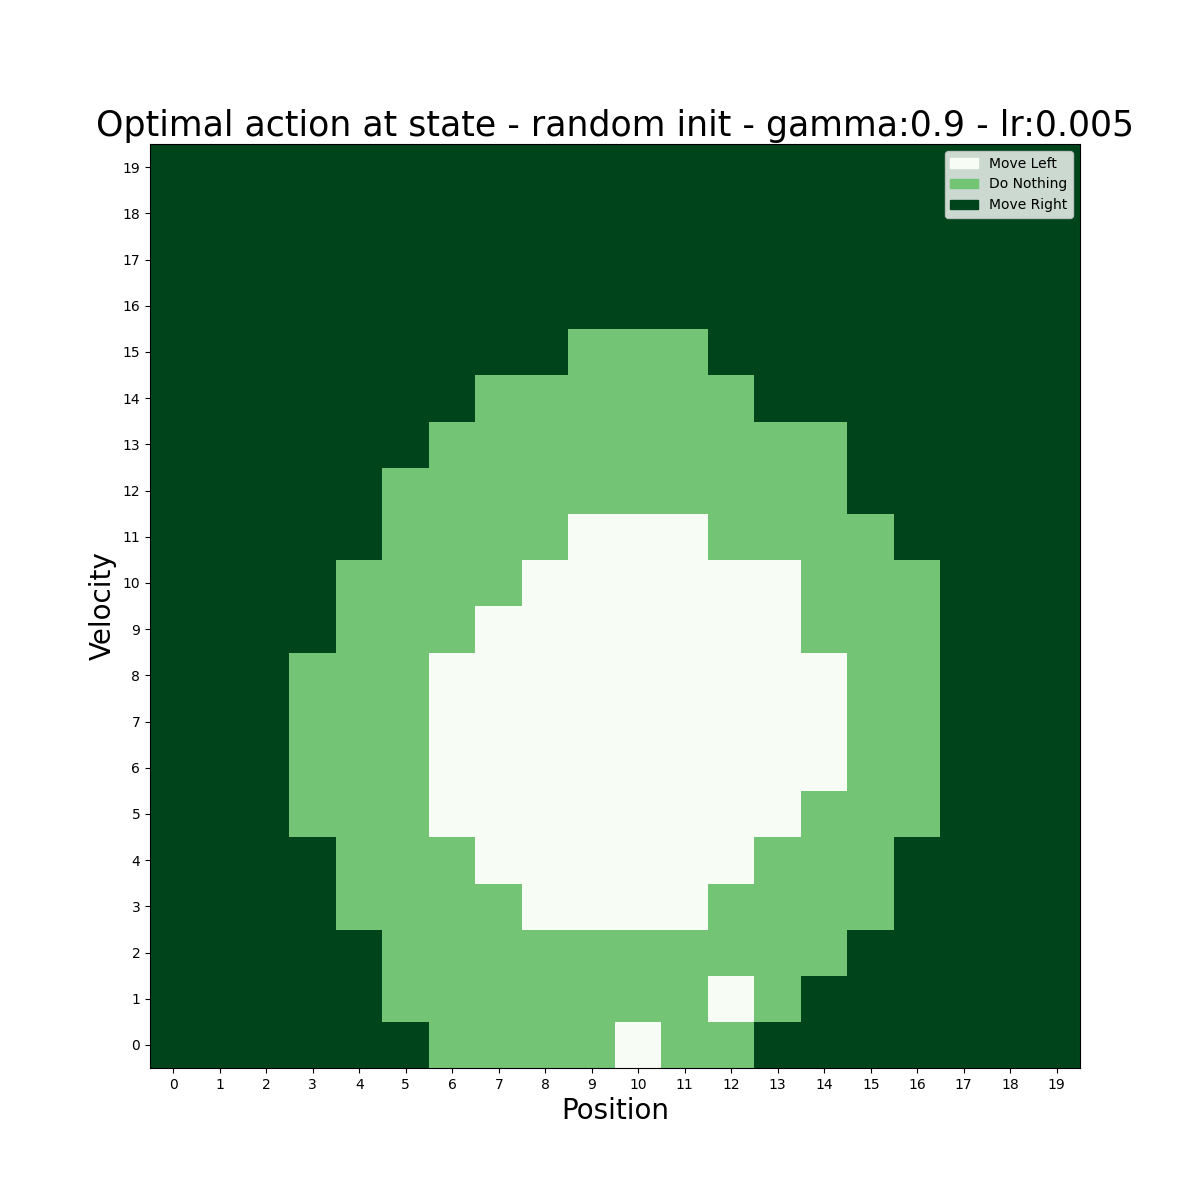 Optimal action at state - random init - gamma:0.9 - lr:0.005
Move Left
Do Nothing
Move Right
Velocity
19
18
17
16
15
14
13
12
11
10
9
8
7
6
5
4
3
2
1
0
0 1 2 3 4 5 6 7 8 9 10 11 12 13 14 15 16 17 18 19
Position